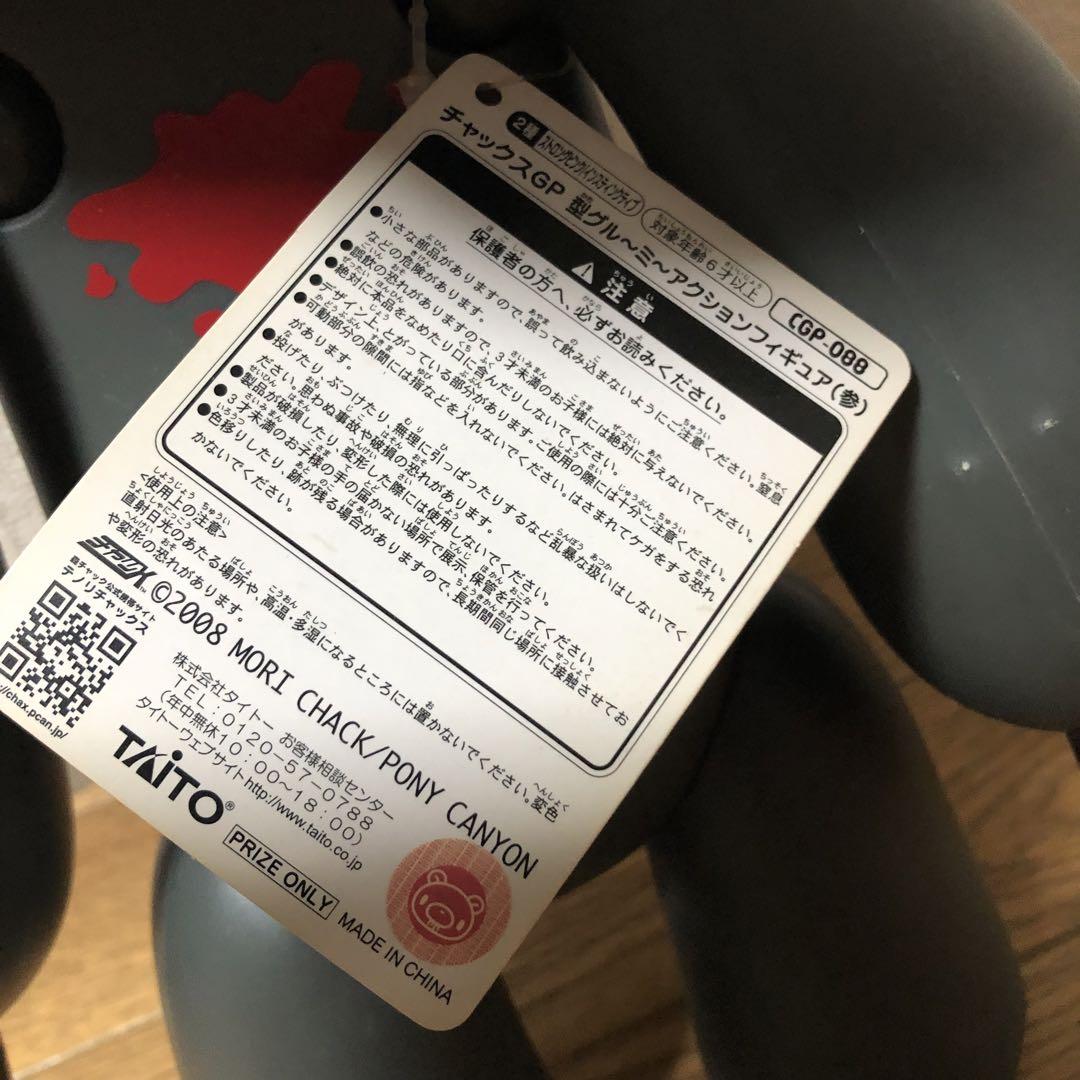 2種
ストロングピンク/インスティンクティブ
対象年齢6才以上
CGP-088
チャックスGP 型グル～ミ～アクションフィギュア(参)
注意
保護者の方へ、必ずお読みください。
●小さな部品がありますので、誤って飲み込まないようにご注意ください。窒息
などの危険があります。
●誤飲の恐れがありますので、3才未満のお子様には絶対に与えないでください。
●絶対に本品をなめたり口に含んだりしないでください。
●デザイン上、とがっている部分があります。ご使用の際には十分ご注意ください。
●可動部分の隙間には指などを入れないでください。はさまれてケガをする恐れ
があります。
●投げたり、ぶつけたり、無理に引っぱったりするなど乱暴な扱いはしないでく
ださい。思わぬ事故や破損の恐れがあります。
●製品が破損したり、変形した際には使用しないでください。
●3才未満のお子様の手の届かない場所で展示、保管を行ってください。
●色移りしたり、跡が残る場合がありますので、長期間同じ場所に接触させてお
かないでください。
<使用上の注意>
直射日光のあたる場所や、高温・多湿になるところには置かないでください。変色
や変形の恐れがあります。
©2008 MORI CHACK/PONY CANYON
テノリチャックス
://chax.pcan.jp/
株式会社タイトー お客様相談センター
TEL:0120-57-0788
(年中無休10:00～18:00)
タイトーウェブサイトhttp://www.taito.co.jp
TAITO®
PRIZE ONLY
MADE IN CHINA